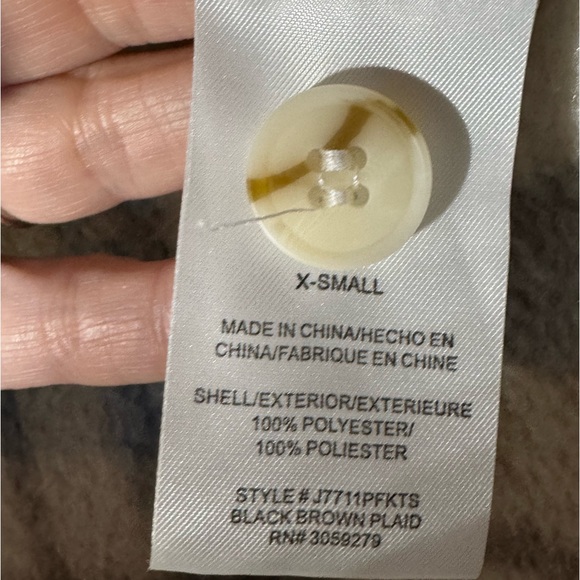 X-SMALL
MADE IN CHINA/HECHO EN
CHINA/FABRIQUE EN CHINE
SHELL/EXTERIOR/EXTERIEURE
100% POLYESTER/
100% POLIESTER
STYLE # J7711PFKTS
BLACK BROWN PLAID
RN# 3059279